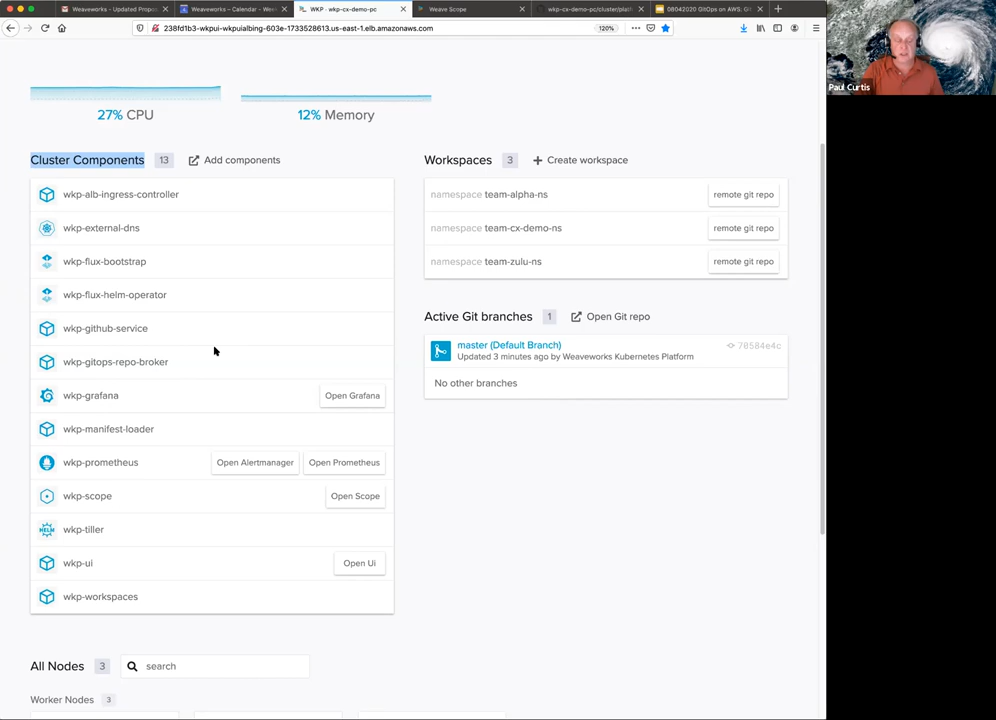 Weaveworks - Updated Propo
Weaveworks – Calendar – Wee
WKP - wkp-cx-demo-pc
Weave Scope
wkp-cx-demo-pc/cluster/platf
08042020 GitOps on AWS: Git
238fd1b3-wkpui-wkpuialbing-603e-1733528613.us-east-1.elb.amazonaws.com
120%
Paul Curtis
27% CPU
12% Memory
Cluster Components 13 Add components
wkp-alb-ingress-controller
wkp-external-dns
wkp-flux-bootstrap
wkp-flux-helm-operator
wkp-github-service
wkp-gitops-repo-broker
wkp-grafana Open Grafana
wkp-manifest-loader
wkp-prometheus Open Alertmanager Open Prometheus
wkp-scope Open Scope
HELM wkp-tiller
wkp-ui Open Ui
wkp-workspaces
Workspaces 3 Create workspace
namespace team-alpha-ns remote git repo
namespace team-cx-demo-ns remote git repo
namespace team-zulu-ns remote git repo
Active Git branches 1 Open Git repo
master (Default Branch) 70584e4c
Updated 3 minutes ago by Weaveworks Kubernetes Platform
No other branches
All Nodes 3 search
Worker Nodes 3